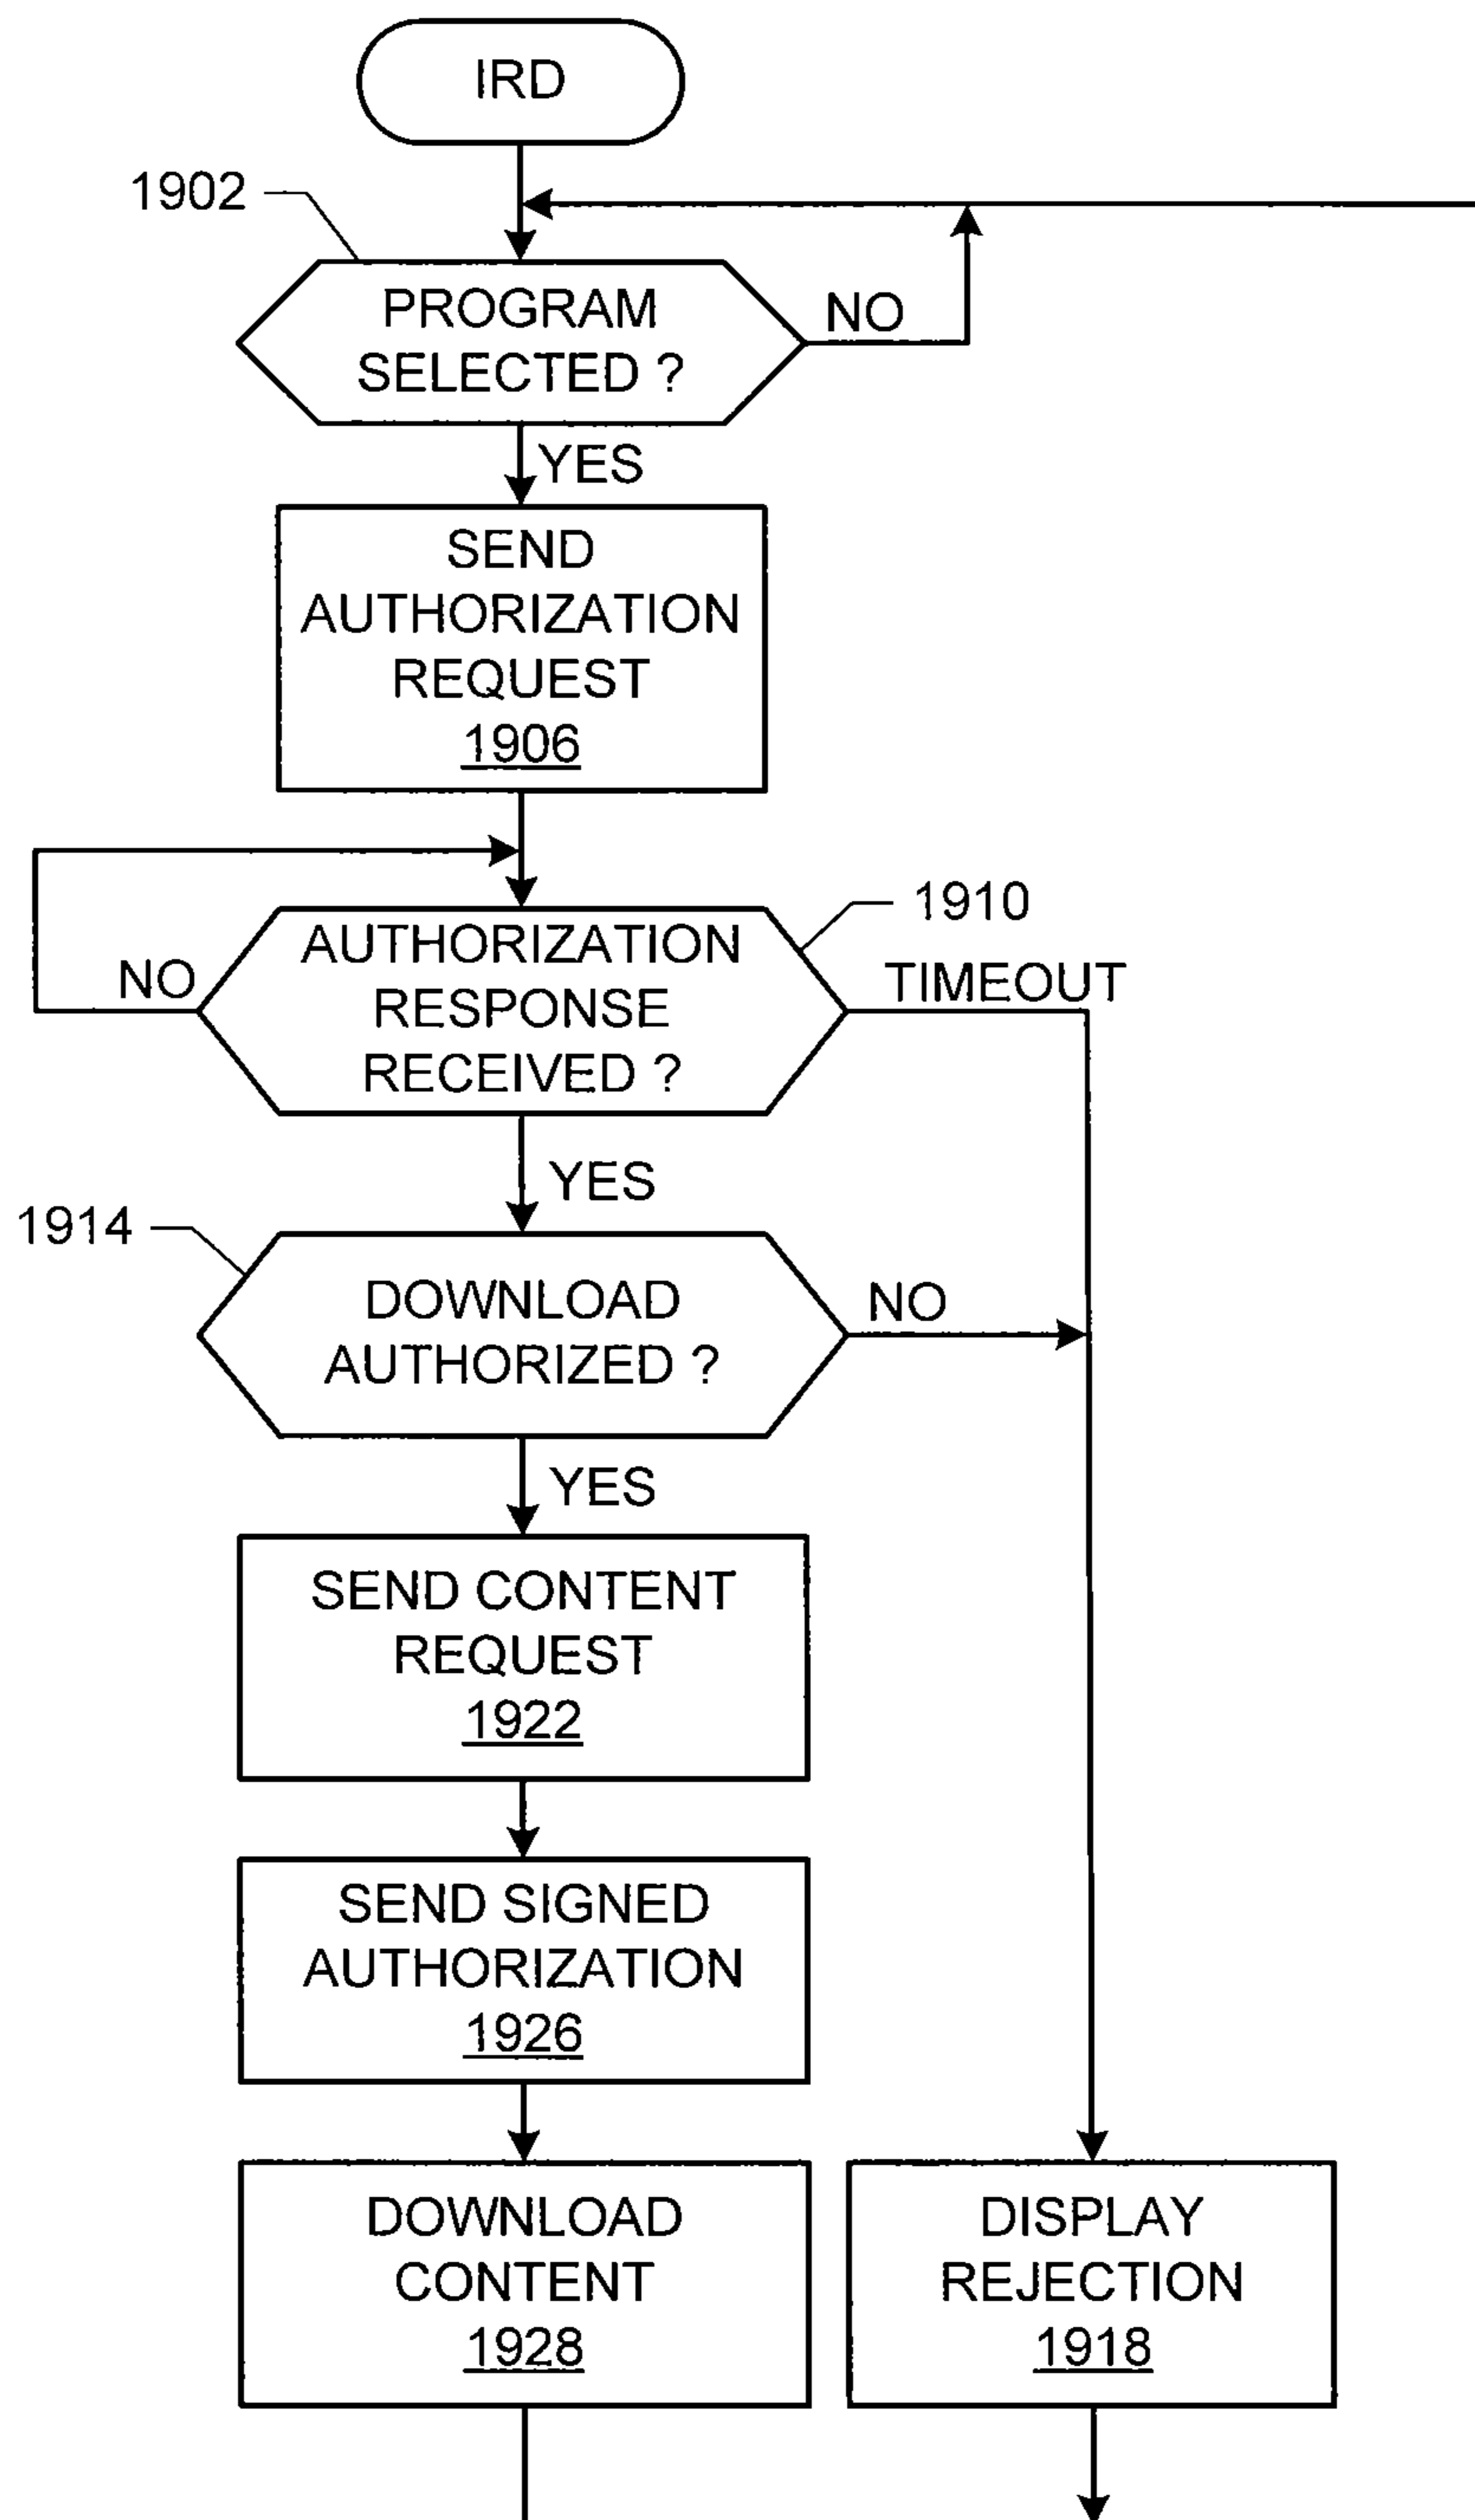 IRD
1902
PROGRAM
SELECTED ?
NO
YES
SEND
AUTHORIZATION
REQUEST
1906
1910
AUTHORIZATION
RESPONSE
RECEIVED ?
NO
TIMEOUT
YES
1914
DOWNLOAD
AUTHORIZED ?
NO
YES
SEND CONTENT
REQUEST
1922
SEND SIGNED
AUTHORIZATION
1926
DOWNLOAD
CONTENT
1928
DISPLAY
REJECTION
1918